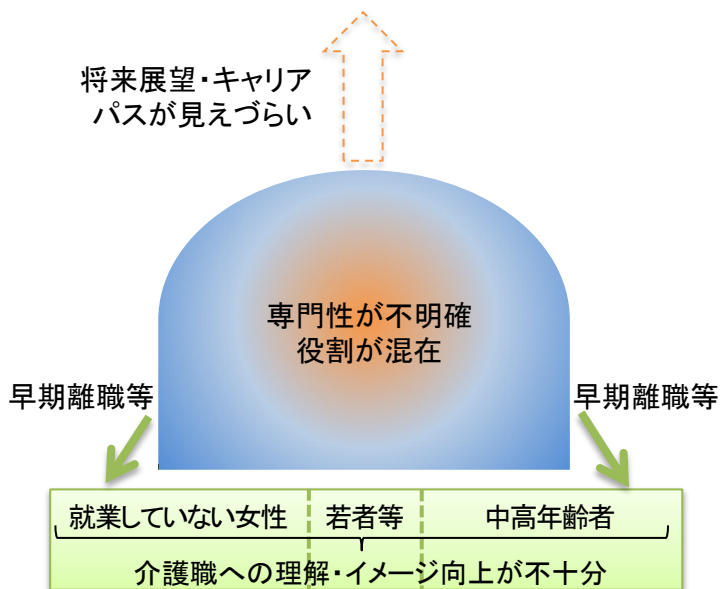 将来展望・キャリア
パスが見えづらい
専門性が不明確
役割が混在
早期離職等
早期離職等
就業していない女性
若者等
中高年齢者
介護職への理解・イメージ向上が不十分